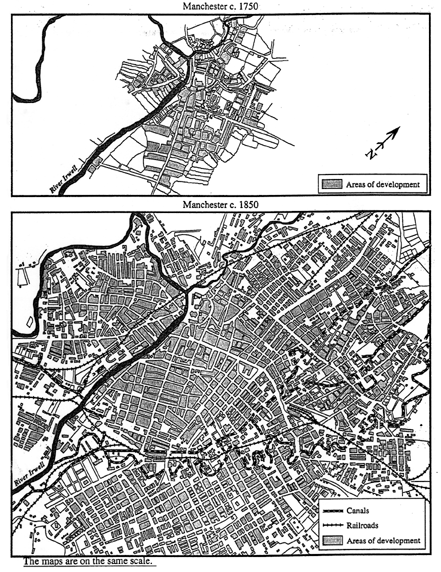 Manchester c. 1750
River Irwell
N
Areas of development
Manchester c. 1850
River Irwell
Canals
Railroads
Areas of development
The maps are on the same scale.